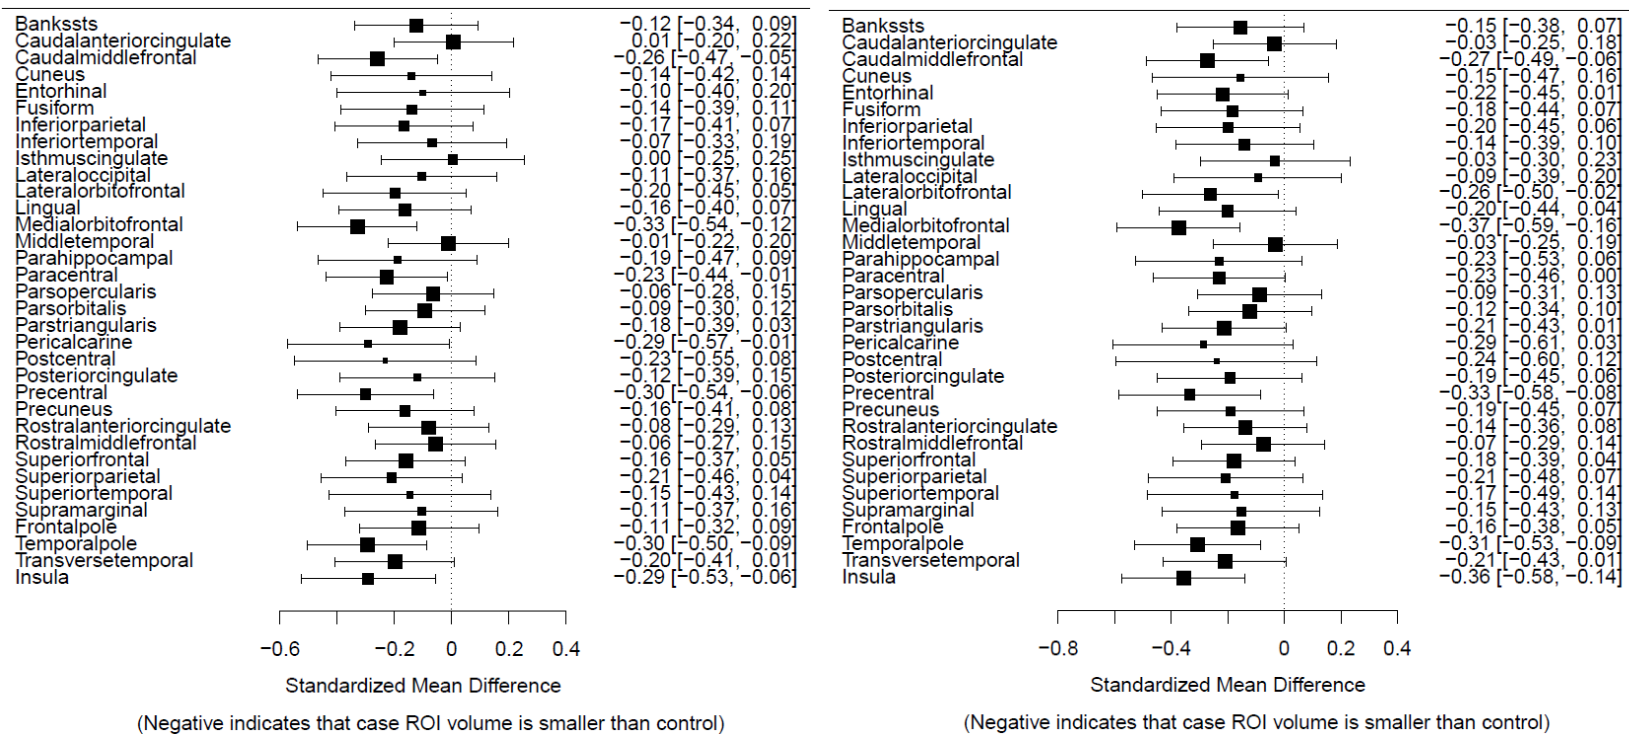 Bankssts −0.12 [−0.34, 0.09]
Caudalanteriorcingulate 0.01 [−0.20, 0.22]
Caudalmiddlefrontal −0.26 [−0.47, −0.05]
Cuneus −0.14 [−0.42, 0.14]
Entorhinal −0.10 [−0.40, 0.20]
Fusiform −0.14 [−0.39, 0.11]
Inferiorparietal −0.17 [−0.41, 0.07]
Inferiortemporal −0.07 [−0.33, 0.19]
Isthmuscingulate 0.00 [−0.25, 0.25]
Lateraloccipital −0.11 [−0.37, 0.16]
Lateralorbitofrontal −0.20 [−0.45, 0.05]
Lingual −0.16 [−0.40, 0.07]
Medialorbitofrontal −0.33 [−0.54, −0.12]
Middletemporal −0.01 [−0.22, 0.20]
Parahippocampal −0.19 [−0.47, 0.09]
Paracentral −0.23 [−0.44, −0.01]
Parsopercularis −0.06 [−0.28, 0.15]
Parsorbitalis −0.09 [−0.30, 0.12]
Parstriangularis −0.18 [−0.39, 0.03]
Pericalcarine −0.29 [−0.57, −0.01]
Postcentral −0.23 [−0.55, 0.08]
Posteriorcingulate −0.12 [−0.39, 0.15]
Precentral −0.30 [−0.54, −0.06]
Precuneus −0.16 [−0.41, 0.08]
Rostralanteriorcingulate −0.08 [−0.29, 0.13]
Rostralmiddlefrontal −0.06 [−0.27, 0.15]
Superiorfrontal −0.16 [−0.37, 0.05]
Superiorparietal −0.21 [−0.46, 0.04]
Superiortemporal −0.15 [−0.43, 0.14]
Supramarginal −0.11 [−0.37, 0.16]
Frontalpole −0.11 [−0.32, 0.09]
Temporalpole −0.30 [−0.50, −0.09]
Transversetemporal −0.20 [−0.41, 0.01]
Insula −0.29 [−0.53, −0.06]
−0.6 −0.2 0 0.2 0.4
Standardized Mean Difference
(Negative indicates that case ROI volume is smaller than control)
Bankssts −0.15 [−0.38, 0.07]
Caudalanteriorcingulate −0.03 [−0.25, 0.18]
Caudalmiddlefrontal −0.27 [−0.49, −0.06]
Cuneus −0.15 [−0.47, 0.16]
Entorhinal −0.22 [−0.45, 0.01]
Fusiform −0.18 [−0.44, 0.07]
Inferiorparietal −0.20 [−0.45, 0.06]
Inferiortemporal −0.14 [−0.39, 0.10]
Isthmuscingulate −0.03 [−0.30, 0.23]
Lateraloccipital −0.09 [−0.39, 0.20]
Lateralorbitofrontal −0.26 [−0.50, −0.02]
Lingual −0.20 [−0.44, 0.04]
Medialorbitofrontal −0.37 [−0.59, −0.16]
Middletemporal −0.03 [−0.25, 0.19]
Parahippocampal −0.23 [−0.53, 0.06]
Paracentral −0.23 [−0.46, 0.00]
Parsopercularis −0.09 [−0.31, 0.13]
Parsorbitalis −0.12 [−0.34, 0.10]
Parstriangularis −0.21 [−0.43, 0.01]
Pericalcarine −0.29 [−0.61, 0.03]
Postcentral −0.24 [−0.60, 0.12]
Posteriorcingulate −0.19 [−0.45, 0.06]
Precentral −0.33 [−0.58, −0.08]
Precuneus −0.19 [−0.45, 0.07]
Rostralanteriorcingulate −0.14 [−0.36, 0.08]
Rostralmiddlefrontal −0.07 [−0.29, 0.14]
Superiorfrontal −0.18 [−0.39, 0.04]
Superiorparietal −0.21 [−0.48, 0.07]
Superiortemporal −0.17 [−0.49, 0.14]
Supramarginal −0.15 [−0.43, 0.13]
Frontalpole −0.16 [−0.38, 0.05]
Temporalpole −0.31 [−0.53, −0.09]
Transversetemporal −0.21 [−0.43, 0.01]
Insula −0.36 [−0.58, −0.14]
−0.8 −0.4 0 0.2 0.4
Standardized Mean Difference
(Negative indicates that case ROI volume is smaller than control)